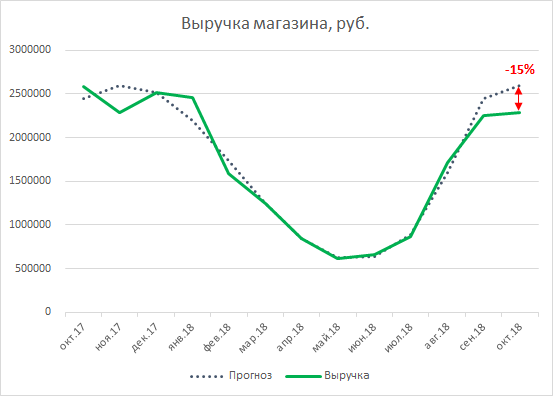 Выручка магазина, руб.
3000000
-15%
2500000
2000000
1500000
1000000
500000
0
окт.17 ноя.17 дек.17 янв.18 фев.18 мар.18 апр.18 май.18 июн.18 июл.18 авг.18 сен.18 окт.18
Прогноз Выручка